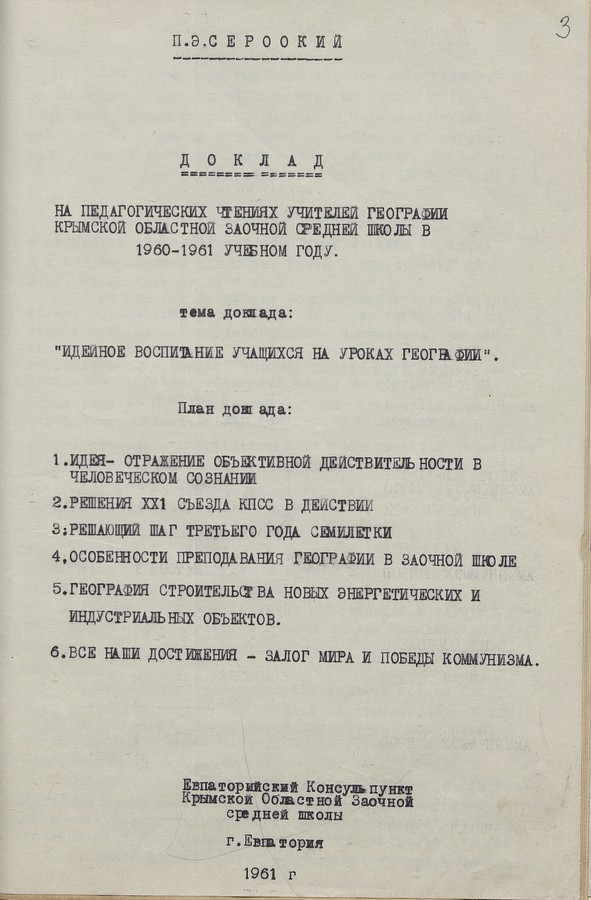 3
П.Э.СЕРООКИЙ
Д О К Л А Д
НА ПЕДАГОГИЧЕСКИХ ЧТЕНИЯХ УЧИТЕЛЕЙ ГЕОГРАФИИ
КРЫМСКОЙ ОБЛАСТНОЙ ЗАОЧНОЙ СРЕДНЕЙ ШКОЛЫ В
1960-1961 УЧЕБНОМ ГОДУ.
тема доклада:
"ИДЕЙНОЕ ВОСПИТАНИЕ УЧАЩИХСЯ НА УРОКАХ ГЕОГРАФИИ".
План доклада:
1.ИДЕЯ- ОТРАЖЕНИЕ ОБЪЕКТИВНОЙ ДЕЙСТВИТЕЛЬНОСТИ В
ЧЕЛОВЕЧЕСКОМ СОЗНАНИИ
2.РЕШЕНИЯ XX1 СЪЕЗДА КПСС В ДЕЙСТВИИ
3;РЕШАЮЩИЙ ШАГ ТРЕТЬЕГО ГОДА СЕМИЛЕТКИ
4,ОСОБЕННОСТИ ПРЕПОДАВАНИЯ ГЕОГРАФИИ В ЗАОЧНОЙ ШКОЛЕ
5.ГЕОГРАФИЯ СТРОИТЕЛЬСТВА НОВЫХ ЭНЕРГЕТИЧЕСКИХ И
ИНДУСТРИАЛЬНЫХ ОБЪЕКТОВ.
6.ВСЕ НАШИ ДОСТИЖЕНИЯ - ЗАЛОГ МИРА И ПОБЕДЫ КОММУНИЗМА.
Евпаторийский Консультпункт
Крымской Областной Заочной
средней школы
г.Евпатория
1961 г